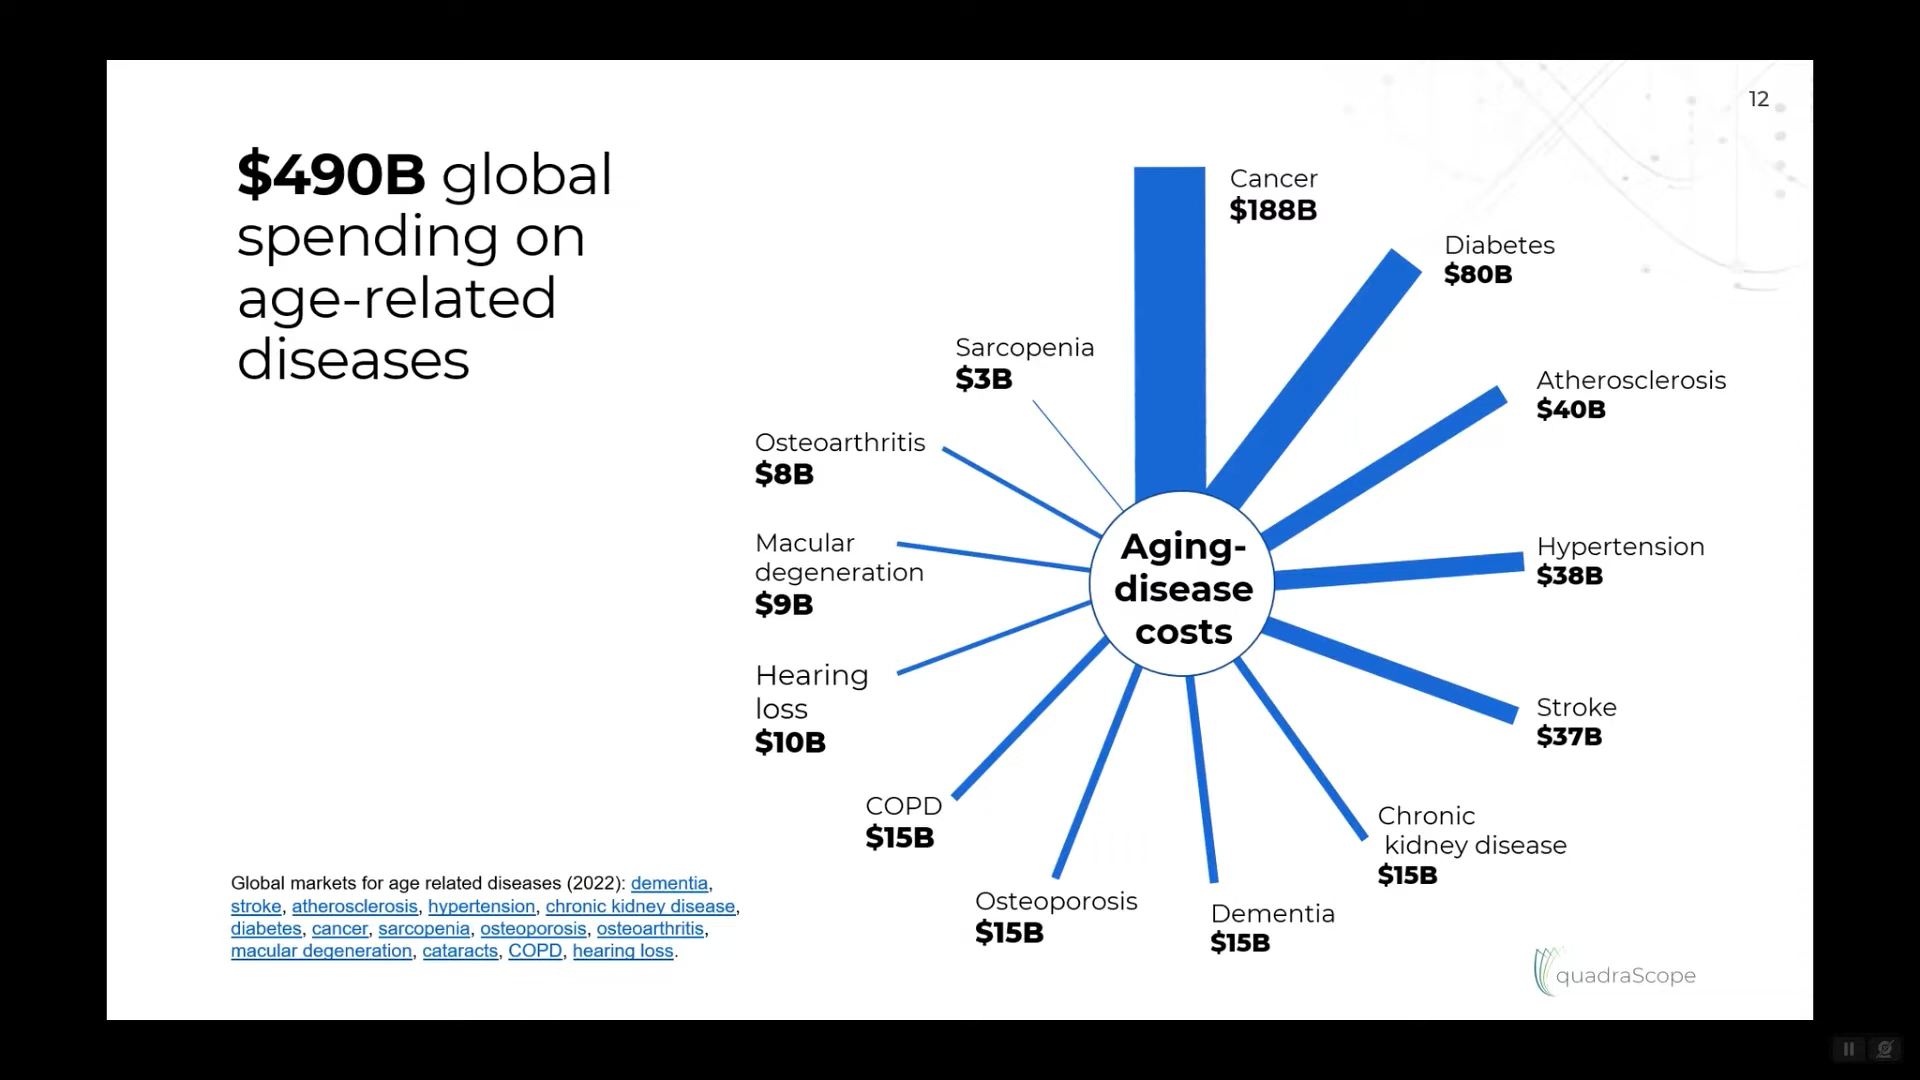 12
$490B global
spending on
age-related
diseases
Cancer
$188B
Diabetes
$80B
Atherosclerosis
$40B
Hypertension
$38B
Stroke
$37B
Chronic
kidney disease
$15B
Dementia
$15B
Osteoporosis
$15B
COPD
$15B
Hearing
loss
$10B
Macular
degeneration
$9B
Osteoarthritis
$8B
Sarcopenia
$3B
Aging-
disease
costs
Global markets for age related diseases (2022): dementia,
stroke, atherosclerosis, hypertension, chronic kidney disease,
diabetes, cancer, sarcopenia, osteoporosis, osteoarthritis,
macular degeneration, cataracts, COPD, hearing loss.
quadraScope